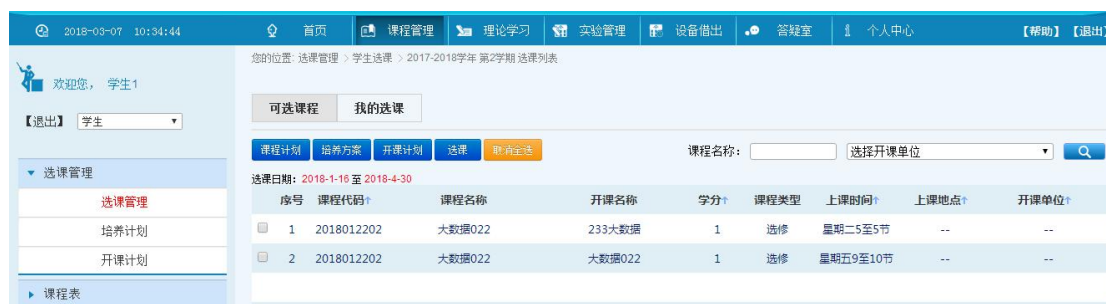 2018-03-07 10:34:44 首页 课程管理 理论学习 实验管理 设备借出 答疑室 个人中心 【帮助】 【退出】
您的位置: 选课管理 > 学生选课 > 2017-2018学年 第2学期 选课列表
欢迎您, 学生1
【退出】 学生
可选课程 我的选课
课程计划 培养方案 开课计划 选课 取消全选 课程名称: 选择开课单位
选课日期: 2018-1-16 至 2018-4-30
选课管理
选课管理
培养计划
开课计划
课程表
序号 课程代码↑ 课程名称 开课名称 学分↑ 课程类型 上课时间↑ 上课地点↑ 开课单位↑
1 2018012202 大数据022 233大数据 1 选修 星期二5至5节 -- --
2 2018012202 大数据022 大数据022 1 选修 星期五9至10节 -- --